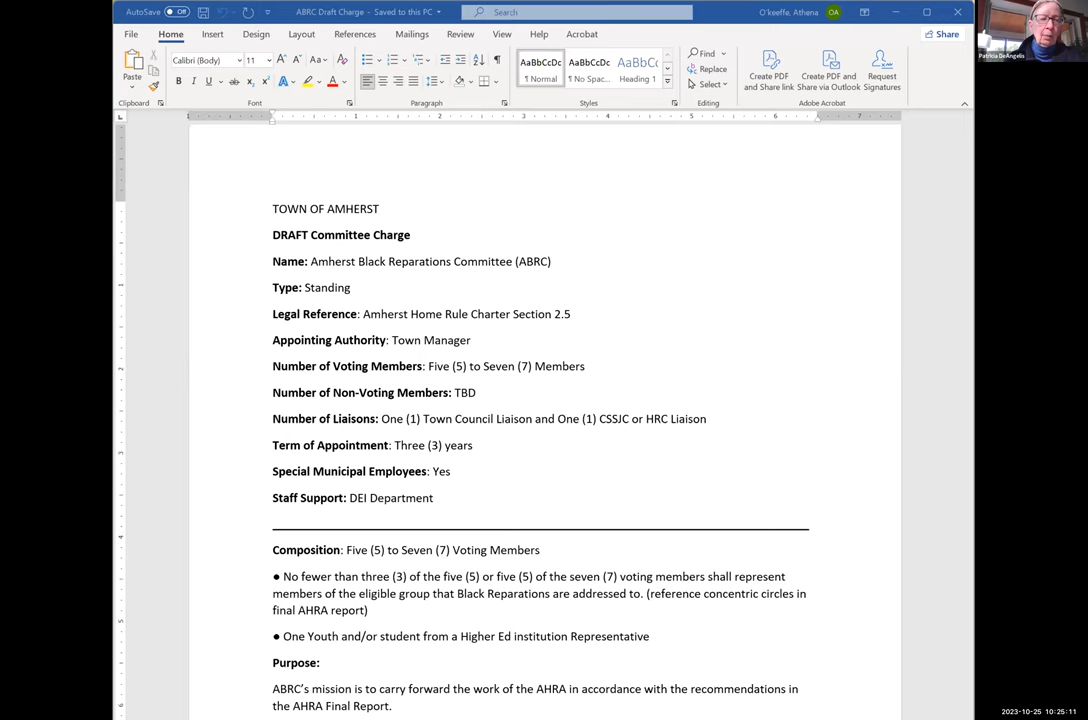 AutoSave Off ABRC Draft Charge - Saved to this PC Search O'keeffe, Athena OA
File Home Insert Design Layout References Mailings Review View Help Acrobat Share
Paste
Clipboard
Calibri (Body) 11
Font
Paragraph
AaBbCcDc AaBbCcDc AaBbCc
¶ Normal ¶ No Spac... Heading 1
Styles
Find
Replace
Select
Editing
Create PDF and Share link
Create PDF and Share via Outlook
Request Signatures
Adobe Acrobat
Patricia DeAngelis
1 1 2 3 4 5 6 7
TOWN OF AMHERST
DRAFT Committee Charge
Name: Amherst Black Reparations Committee (ABRC)
Type: Standing
Legal Reference: Amherst Home Rule Charter Section 2.5
Appointing Authority: Town Manager
Number of Voting Members: Five (5) to Seven (7) Members
Number of Non-Voting Members: TBD
Number of Liaisons: One (1) Town Council Liaison and One (1) CSSJC or HRC Liaison
Term of Appointment: Three (3) years
Special Municipal Employees: Yes
Staff Support: DEI Department
Composition: Five (5) to Seven (7) Voting Members
● No fewer than three (3) of the five (5) or five (5) of the seven (7) voting members shall represent
members of the eligible group that Black Reparations are addressed to. (reference concentric circles in
final AHRA report)
● One Youth and/or student from a Higher Ed institution Representative
Purpose:
ABRC's mission is to carry forward the work of the AHRA in accordance with the recommendations in
the AHRA Final Report.
2023-10-25 10:25:11